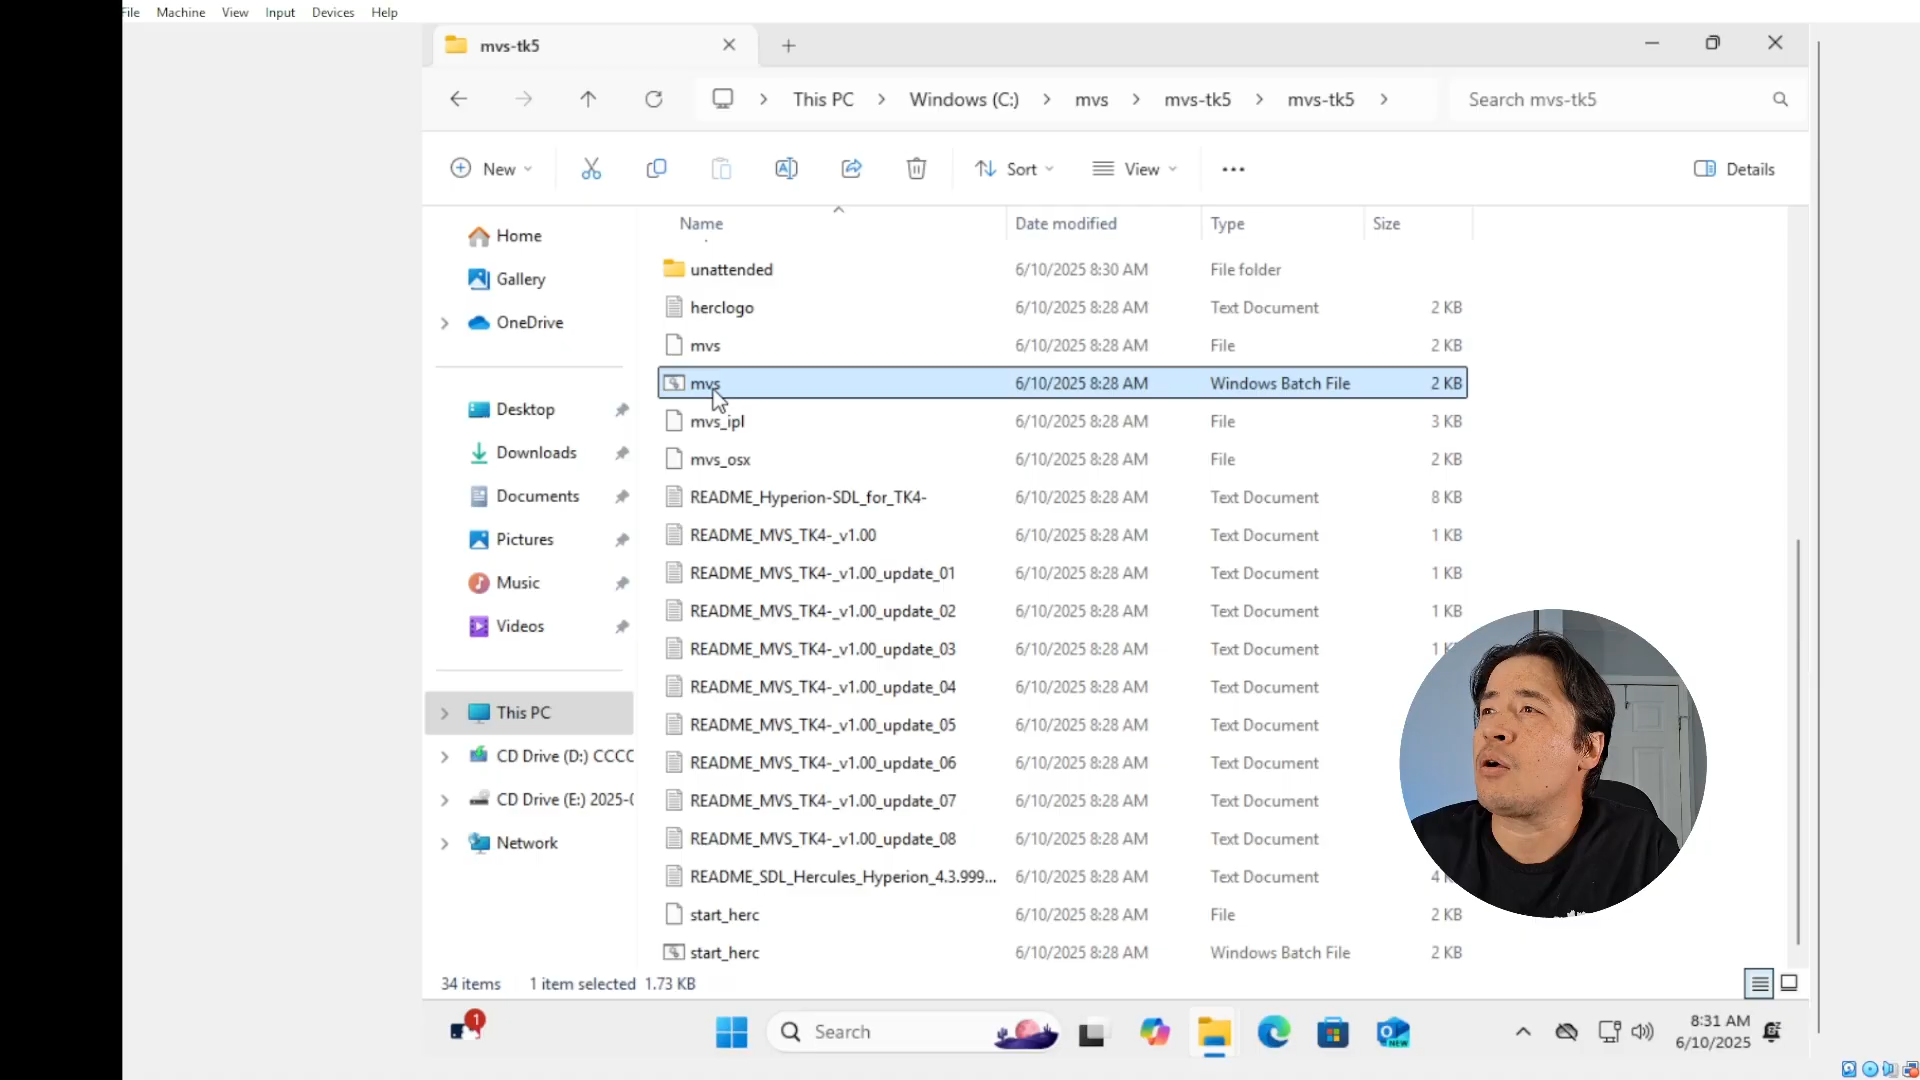 File Machine View Input Devices Help
mvs-tk5
This PC Windows (C:) mvs mvs-tk5 mvs-tk5
Search mvs-tk5
New
Sort
View
Details
Name Date modified Type Size
Home
Gallery
OneDrive
Desktop
Downloads
Documents
Pictures
Music
Videos
This PC
CD Drive (D:) CCCC
CD Drive (E:) 2025-0
Network
unattended 6/10/2025 8:30 AM File folder
herclogo 6/10/2025 8:28 AM Text Document 2 KB
mvs 6/10/2025 8:28 AM File 2 KB
mvs 6/10/2025 8:28 AM Windows Batch File 2 KB
mvs_ipl 6/10/2025 8:28 AM File 3 KB
mvs_osx 6/10/2025 8:28 AM File 2 KB
README_Hyperion-SDL_for_TK4- 6/10/2025 8:28 AM Text Document 8 KB
README_MVS_TK4-_v1.00 6/10/2025 8:28 AM Text Document 1 KB
README_MVS_TK4-_v1.00_update_01 6/10/2025 8:28 AM Text Document 1 KB
README_MVS_TK4-_v1.00_update_02 6/10/2025 8:28 AM Text Document 1 KB
README_MVS_TK4-_v1.00_update_03 6/10/2025 8:28 AM Text Document 1 K
README_MVS_TK4-_v1.00_update_04 6/10/2025 8:28 AM Text Document
README_MVS_TK4-_v1.00_update_05 6/10/2025 8:28 AM Text Document
README_MVS_TK4-_v1.00_update_06 6/10/2025 8:28 AM Text Document
README_MVS_TK4-_v1.00_update_07 6/10/2025 8:28 AM Text Document
README_MVS_TK4-_v1.00_update_08 6/10/2025 8:28 AM Text Document
README_SDL_Hercules_Hyperion_4.3.999... 6/10/2025 8:28 AM Text Document 4 K
start_herc 6/10/2025 8:28 AM File 2 KB
start_herc 6/10/2025 8:28 AM Windows Batch File 2 KB
34 items 1 item selected 1.73 KB
1
Search
NEW
8:31 AM
6/10/2025